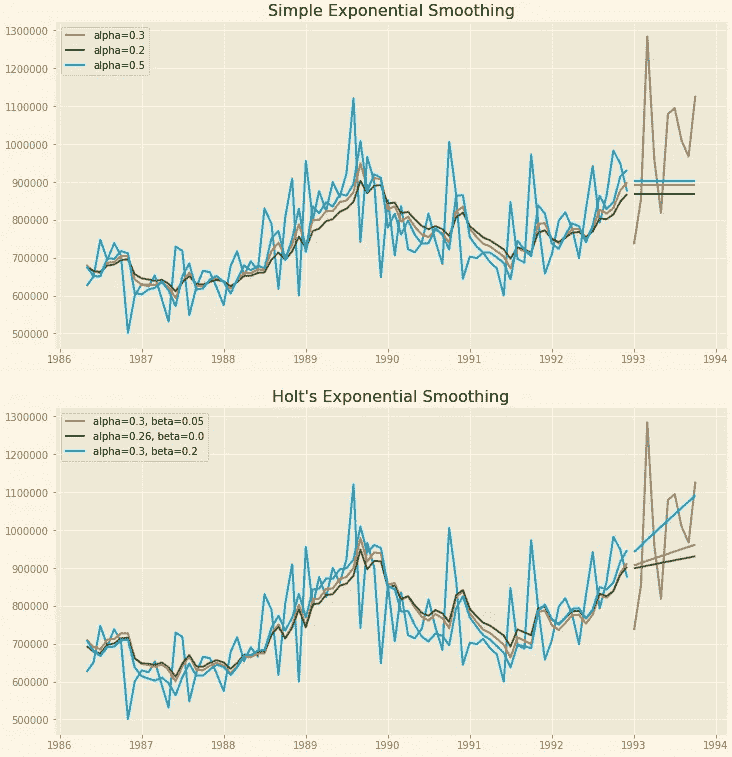 Simple Exponential Smoothing
alpha=0.3
alpha=0.2
alpha=0.5
1300000
1200000
1100000
1000000
900000
800000
700000
600000
500000
1986 1987 1988 1989 1990 1991 1992 1993 1994
Holt's Exponential Smoothing
alpha=0.3, beta=0.05
alpha=0.26, beta=0.0
alpha=0.3, beta=0.2
1300000
1200000
1100000
1000000
900000
800000
700000
600000
500000
1986 1987 1988 1989 1990 1991 1992 1993 1994